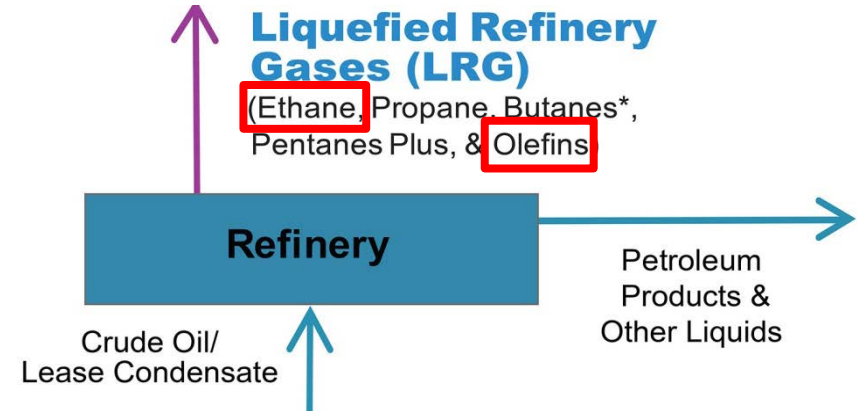 Liquefied Refinery
Gases (LRG)
(Ethane, Propane, Butanes*,
Pentanes Plus, & Olefins)
Refinery
Petroleum
Products &
Other Liquids
Crude Oil/
Lease Condensate